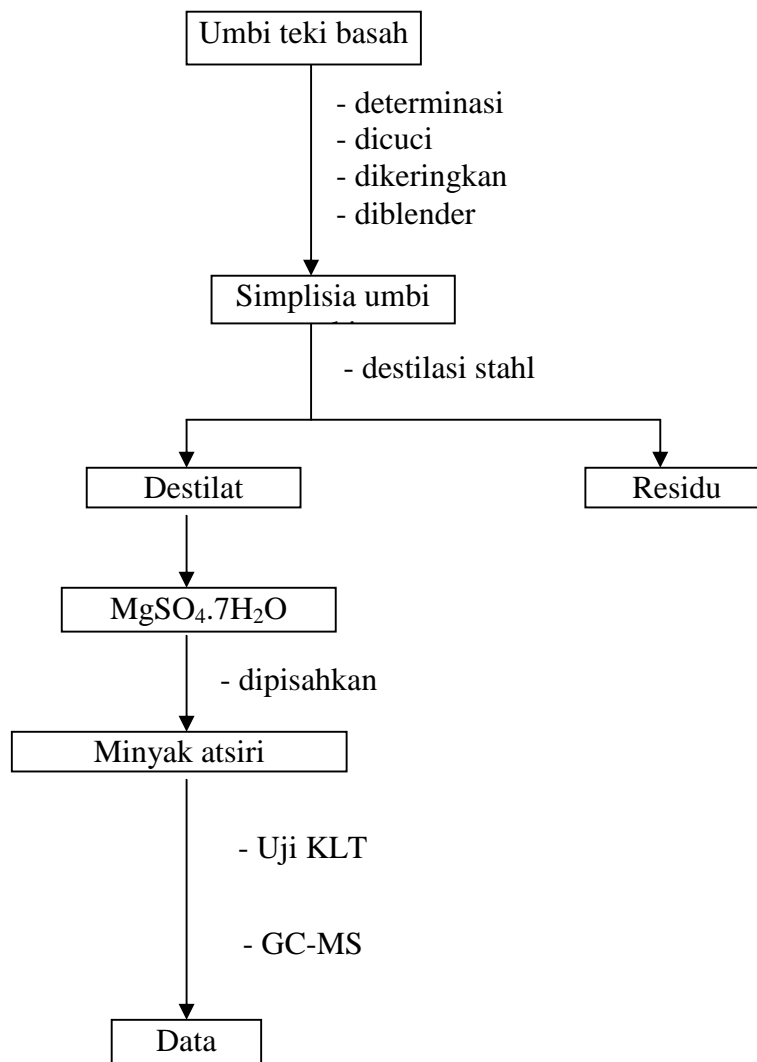 Umbi teki basah
- determinasi
- dicuci
- dikeringkan
- diblender
Simplisia umbi
- destilasi stahl
Destilat
Residu
MgSO₄.7H₂O
- dipisahkan
Minyak atsiri
- Uji KLT
- GC-MS
Data